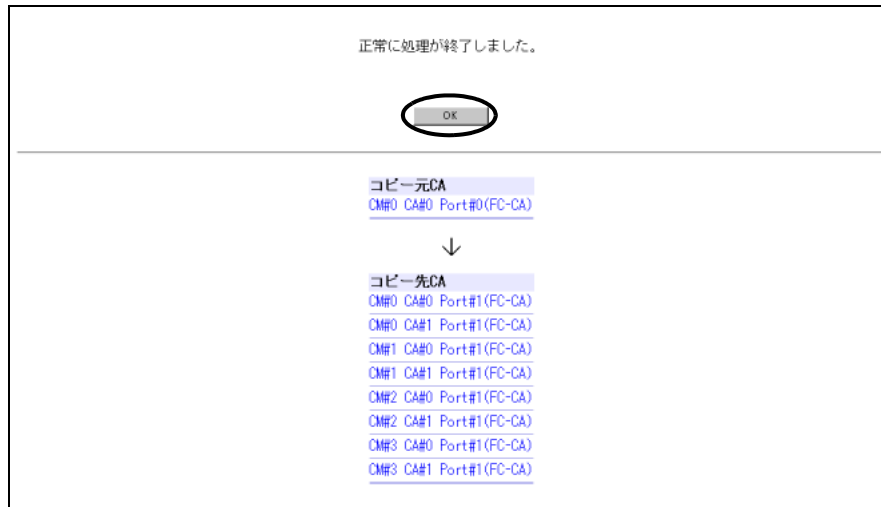 正常に処理が終了しました。
OK
コピー元CA
CM#0 CA#0 Port#0(FC-CA)
↓
コピー先CA
CM#0 CA#0 Port#1(FC-CA)
CM#0 CA#1 Port#1(FC-CA)
CM#1 CA#0 Port#1(FC-CA)
CM#1 CA#1 Port#1(FC-CA)
CM#2 CA#0 Port#1(FC-CA)
CM#2 CA#1 Port#1(FC-CA)
CM#3 CA#0 Port#1(FC-CA)
CM#3 CA#1 Port#1(FC-CA)